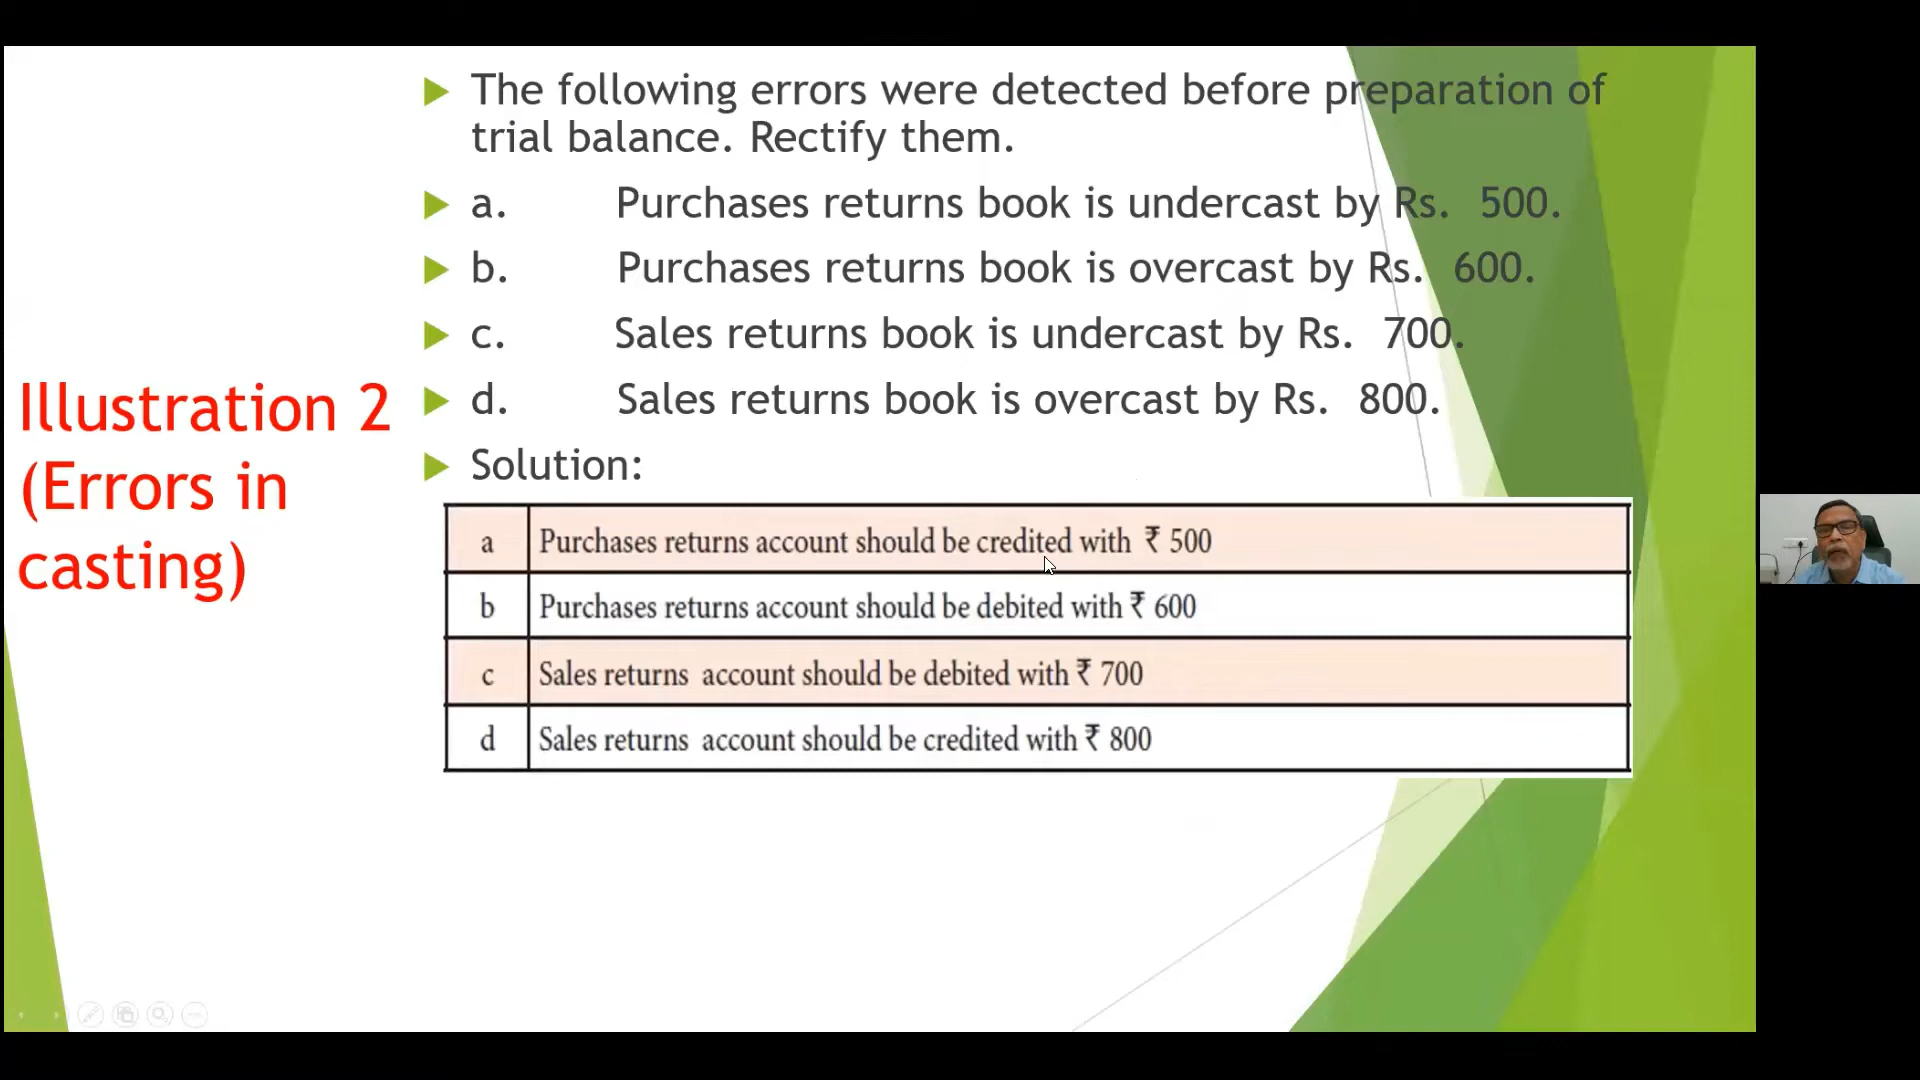 The following errors were detected before preparation of
trial balance. Rectify them.
a. Purchases returns book is undercast by Rs. 500.
b. Purchases returns book is overcast by Rs. 600.
c. Sales returns book is undercast by Rs. 700.
d. Sales returns book is overcast by Rs. 800.
Solution:
Illustration 2
(Errors in
casting)
a Purchases returns account should be credited with ₹ 500
b Purchases returns account should be debited with ₹ 600
c Sales returns account should be debited with ₹ 700
d Sales returns account should be credited with ₹ 800